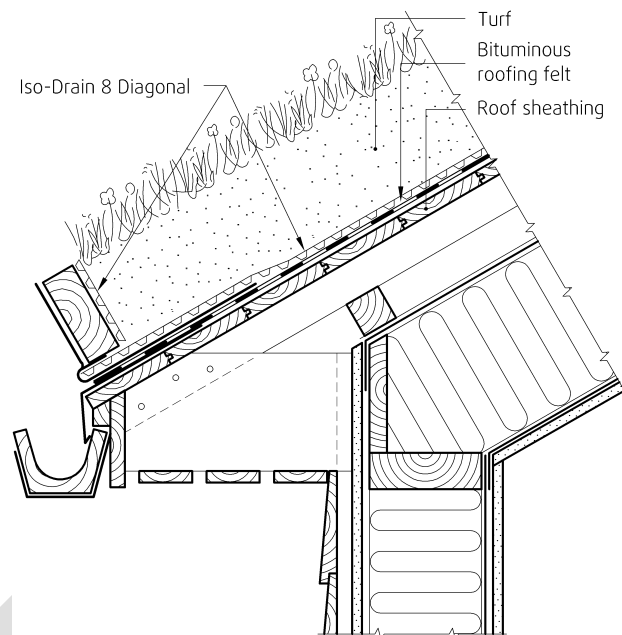 Turf
Bituminous
roofing felt
Iso-Drain 8 Diagonal
Roof sheathing